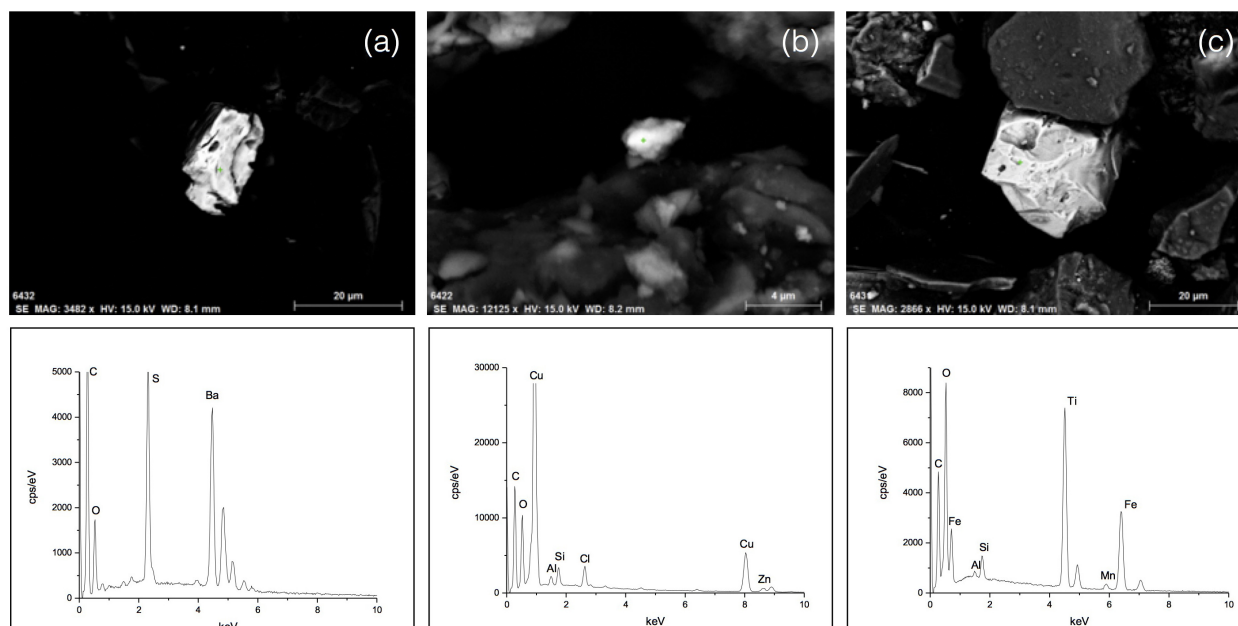 (a)
6432
SE MAG: 3482 x HV: 15.0 kV WD: 8.1 mm
20 µm
(b)
6422
SE MAG: 12125 x HV: 15.0 kV WD: 8.2 mm
4 µm
(c)
SE MAG: 2866 x HV: 15.0 kV WD: 8.1 mm
20 µm
cps/eV
5000
4000
3000
2000
1000
0
C
O
S
Ba
0 2 4 6 8 10
keV
cps/eV
30000
20000
10000
0
C
O
Cu
Al
Si
Cl
Cu
Zn
0 2 4 6 8 10
keV
cps/eV
8000
6000
4000
2000
0
C
O
Fe
Al
Si
Ti
Mn
Fe
0 2 4 6 8 10
keV